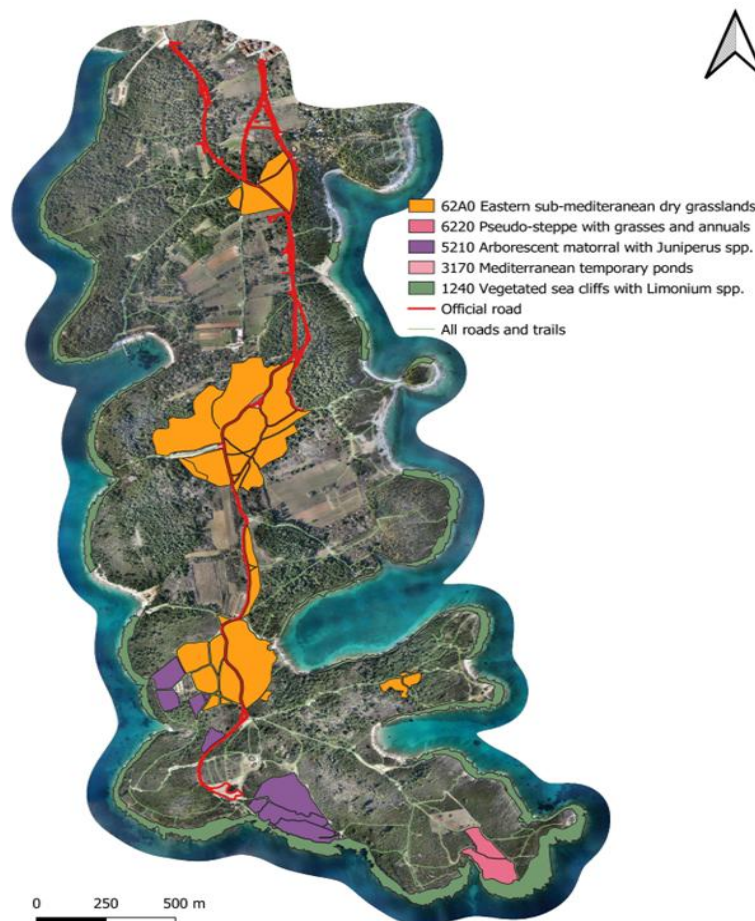 62A0 Eastern sub-mediteranean dry grasslands
6220 Pseudo-steppe with grasses and annuals
5210 Arborescent matorral with Juniperus spp.
3170 Mediterranean temporary ponds
1240 Vegetated sea cliffs with Limonium spp.
Official road
All roads and trails
0 250 500 m